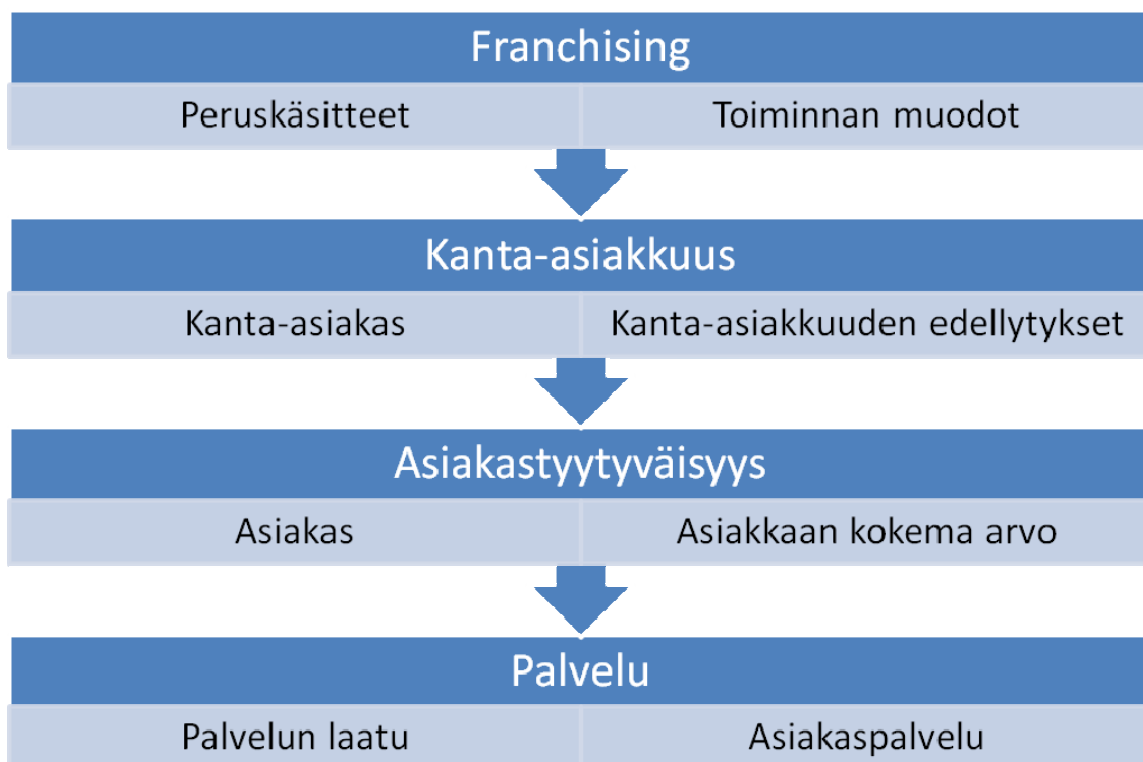 Franchising
Peruskäsitteet Toiminnan muodot
Kanta-asiakkuus
Kanta-asiakas Kanta-asiakkuuden edellytykset
Asiakastyytyväisyys
Asiakas Asiakkaan kokema arvo
Palvelu
Palvelun laatu Asiakaspalvelu